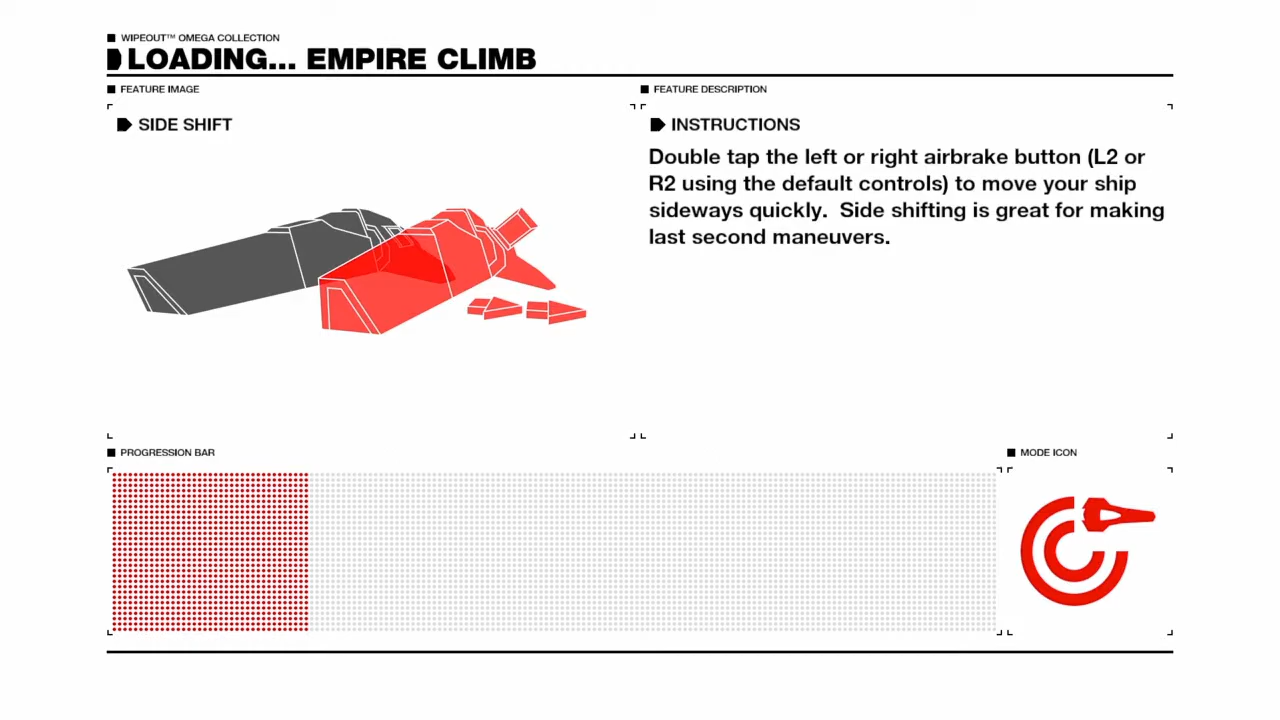 WIPEOUT™ OMEGA COLLECTION
LOADING... EMPIRE CLIMB
FEATURE IMAGE
SIDE SHIFT
FEATURE DESCRIPTION
INSTRUCTIONS
Double tap the left or right airbrake button (L2 or
R2 using the default controls) to move your ship
sideways quickly.  Side shifting is great for making
last second maneuvers.
PROGRESSION BAR
MODE ICON